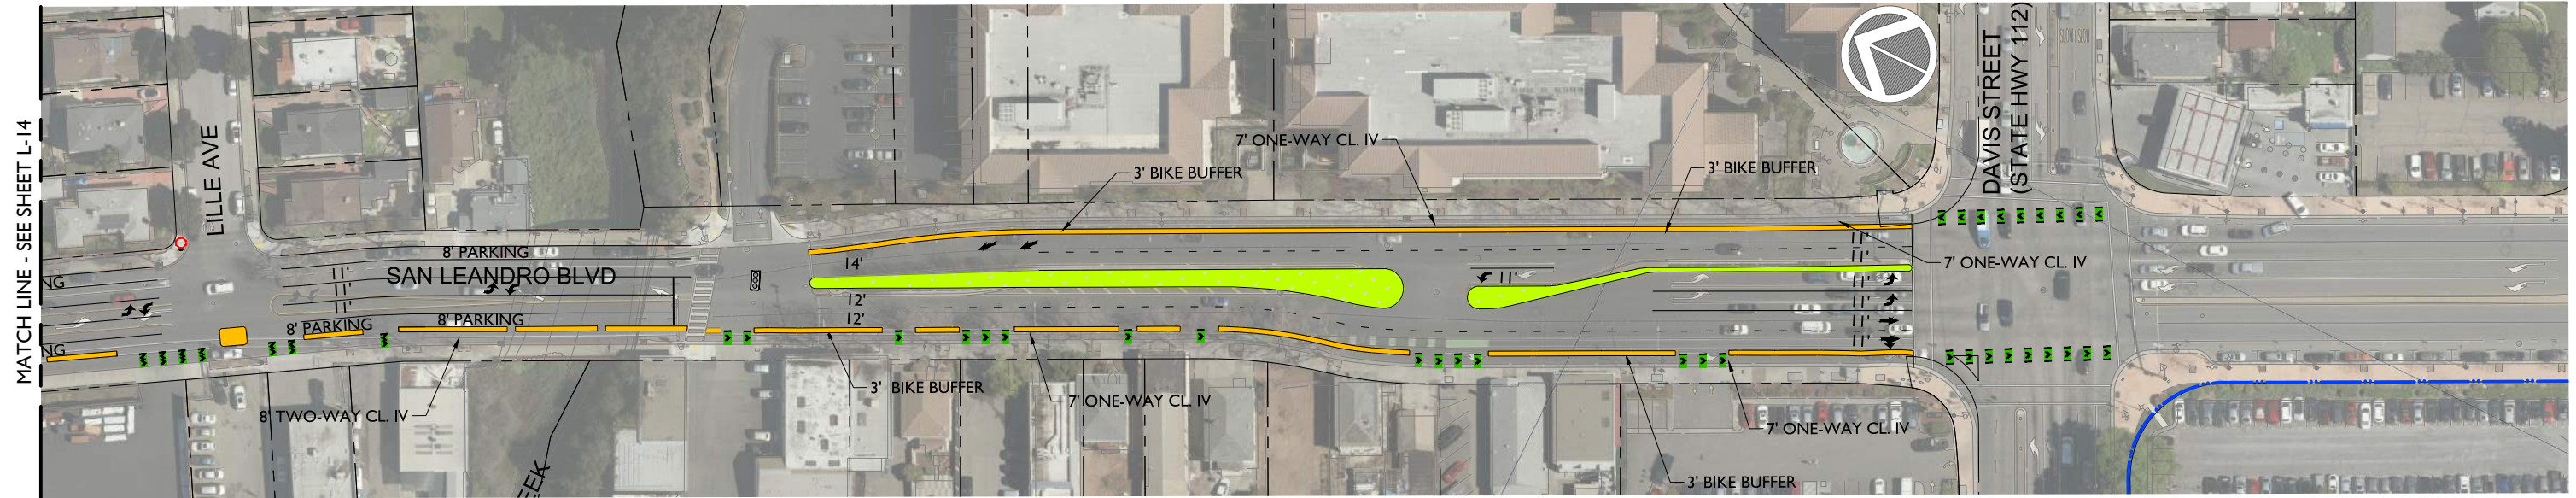 MATCH LINE - SEE SHEET L-14
LILLE AVE
NG
NG
8' PARKING
SAN LEANDRO BLVD
11'
8' PARKING
8' PARKING
8' TWO-WAY CL. IV
EEK
14'
12'
12'
3' BIKE BUFFER
7' ONE-WAY CL. IV
3' BIKE BUFFER
3' BIKE BUFFER
7' ONE-WAY CL. IV
11'
7' ONE-WAY CL. IV
7' ONE-WAY CL. IV
3' BIKE BUFFER
DAVIS STREET
(STATE HWY 112)